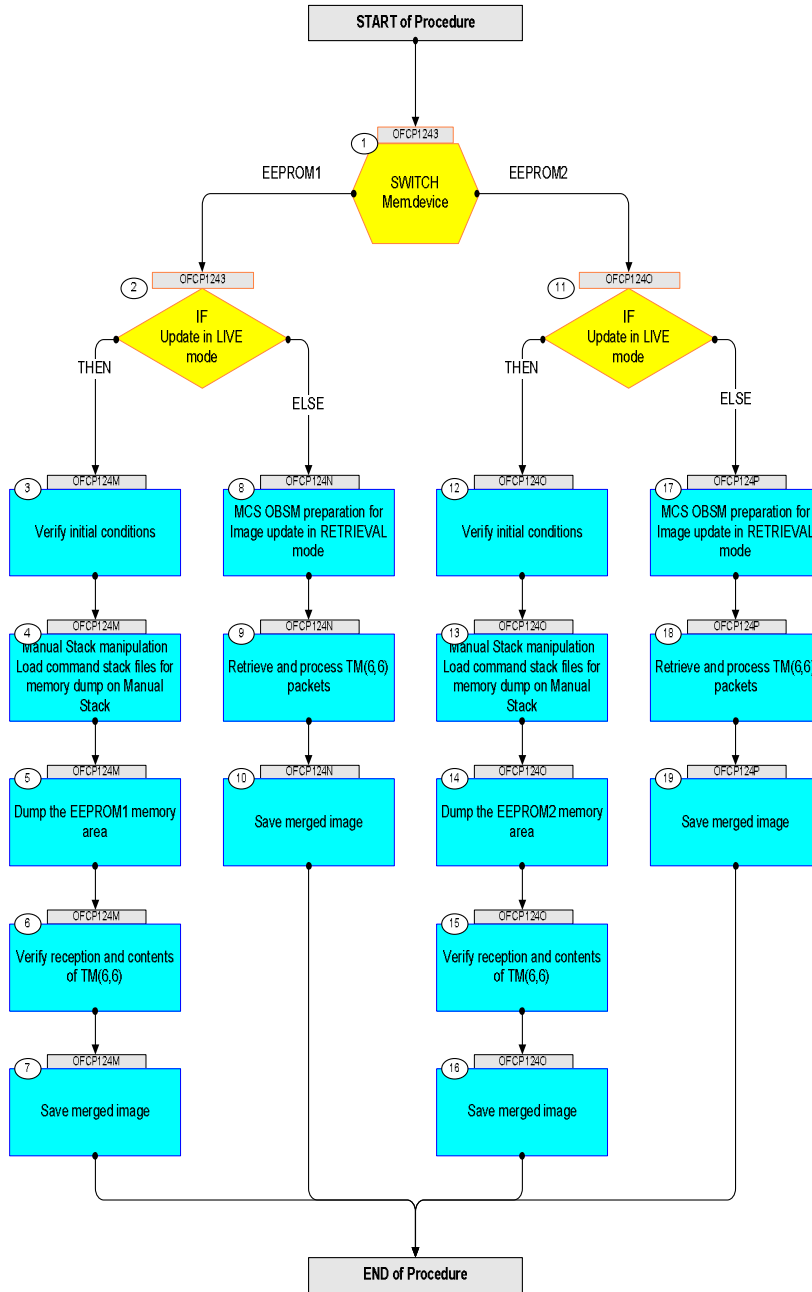 START of Procedure
OFCP1243
1
SWITCH
Mem.device
EEPROM1
EEPROM2
OFCP1243
2
IF
Update in LIVE
mode
THEN
ELSE
OFCP124O
11
IF
Update in LIVE
mode
THEN
ELSE
OFCP124M
3
Verify initial conditions
OFCP124M
4
Manual Stack manipulation
Load command stack files for
memory dump on Manual
Stack
OFCP124M
5
Dump the EEPROM1 memory
area
OFCP124M
6
Verify reception and contents
of TM(6,6)
OFCP124M
7
Save merged image
OFCP124N
8
MCS OBSM preparation for
Image update in RETRIEVAL
mode
OFCP124N
9
Retrieve and process TM(6,6)
packets
OFCP124N
10
Save merged image
OFCP124O
12
Verify initial conditions
OFCP124O
13
Manual Stack manipulation
Load command stack files for
memory dump on Manual
Stack
OFCP124O
14
Dump the EEPROM2 memory
area
OFCP124O
15
Verify reception and contents
of TM(6,6)
OFCP124O
16
Save merged image
OFCP124P
17
MCS OBSM preparation for
Image update in RETRIEVAL
mode
OFCP124P
18
Retrieve and process TM(6,6)
packets
OFCP124P
19
Save merged image
END of Procedure